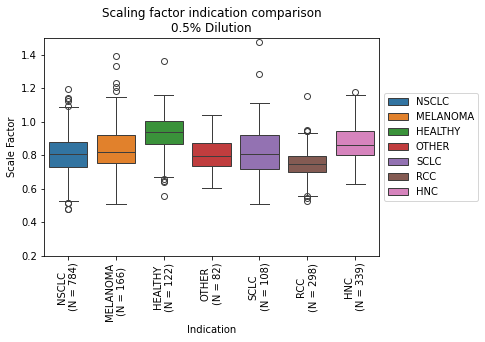 Scaling factor indication comparison
0.5% Dilution
Scale Factor
1.4
1.2
1.0
0.8
0.6
0.4
0.2
NSCLC
(N = 784)
MELANOMA
(N = 166)
HEALTHY
(N = 122)
OTHER
(N = 82)
SCLC
(N = 108)
RCC
(N = 298)
HNC
(N = 339)
Indication
NSCLC
MELANOMA
HEALTHY
OTHER
SCLC
RCC
HNC